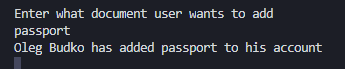 Enter what document user wants to add
passport
Oleg Budko has added passport to his account